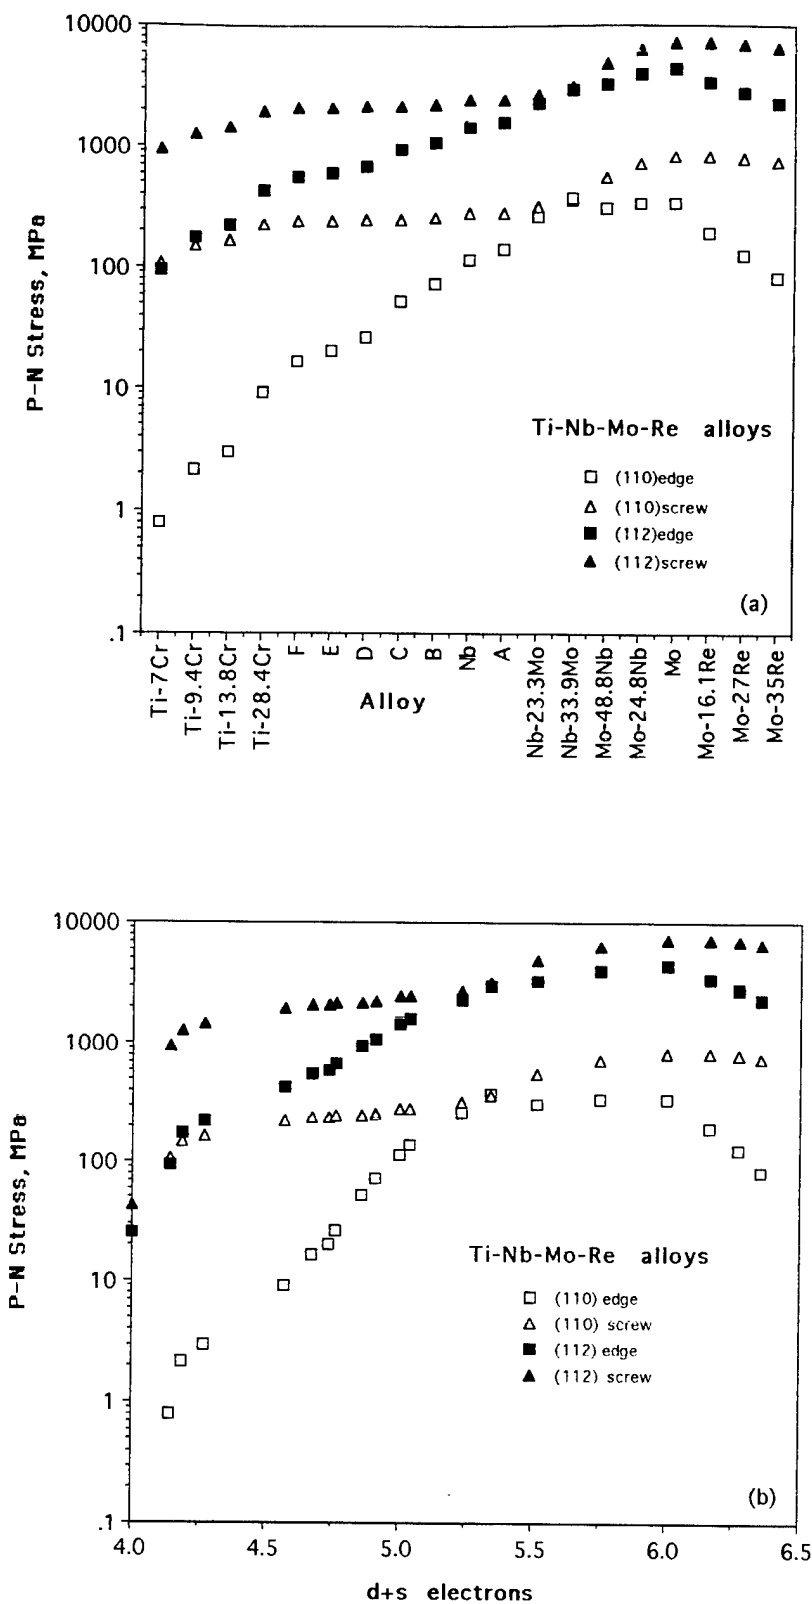 10000
1000
100
10
1
.1
P-N Stress, MPa
Ti-Nb-Mo-Re alloys
(110)edge
(110)screw
(112)edge
(112)screw
(a)
Ti-7Cr
Ti-9.4Cr
Ti-13.8Cr
Ti-28.4Cr
F
E
D
C
B
Nb
A
Nb-23.3Mo
Nb-33.9Mo
Mo-48.8Nb
Mo-24.8Nb
Mo
Mo-16.1Re
Mo-27Re
Mo-35Re
Alloy
10000
1000
100
10
1
.1
P-N Stress, MPa
Ti-Nb-Mo-Re alloys
(110) edge
(110) screw
(112) edge
(112) screw
(b)
4.0 4.5 5.0 5.5 6.0 6.5
d+s electrons